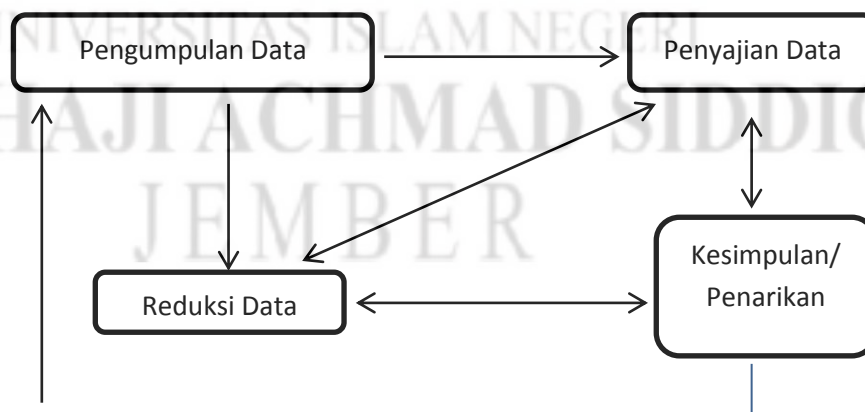 UNIVERSITAS ISLAM NEGERI
Pengumpulan Data
Penyajian Data
HAJI ACHMAD SIDDIQ
JEMBER
Kesimpulan/
Penarikan
Reduksi Data